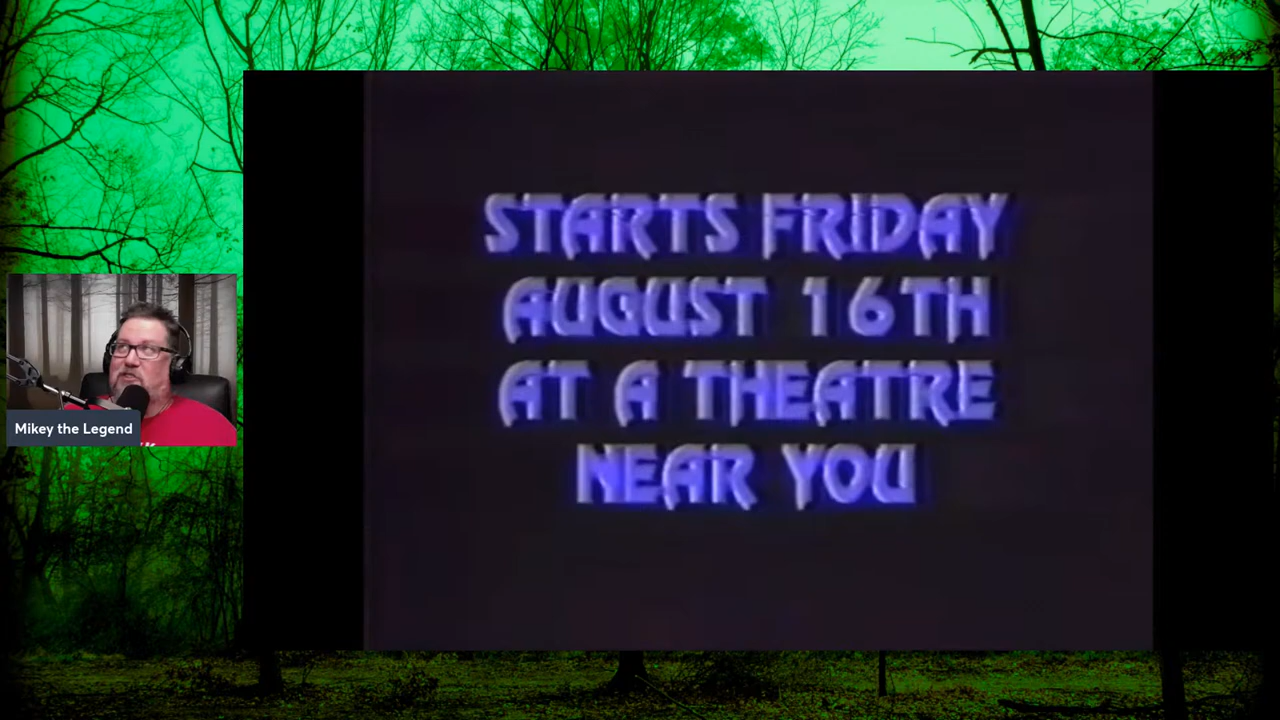 STARTS FRIDAY
AUGUST 16TH
AT A THEATRE
NEAR YOU
Mikey the Legend